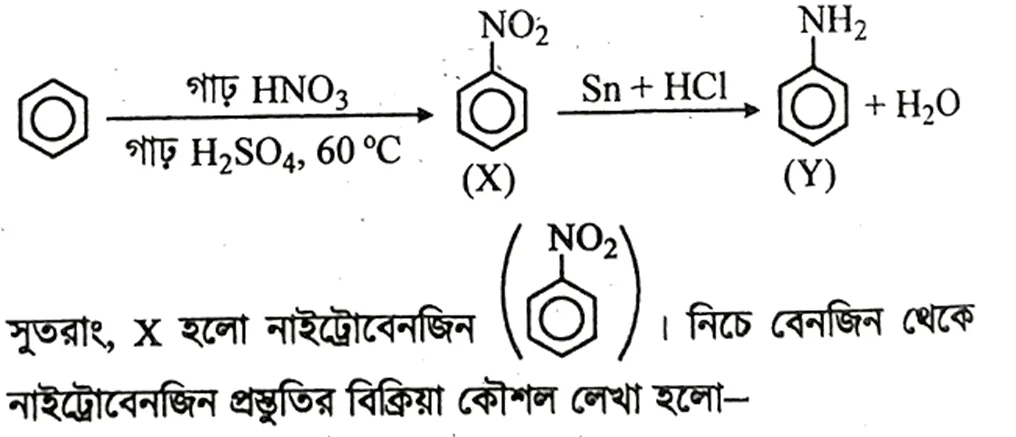 NO₂ NH₂
গাঢ় HNO₃ Sn + HCl + H₂O
গাঢ় H₂SO₄, 60 °C
(X) (Y)
NO₂
সুতরাং, X হলো নাইট্রোবেনজিন ( ) । নিচে বেনজিন থেকে
নাইট্রোবেনজিন প্রস্তুতির বিক্রিয়া কৌশল লেখা হলো–